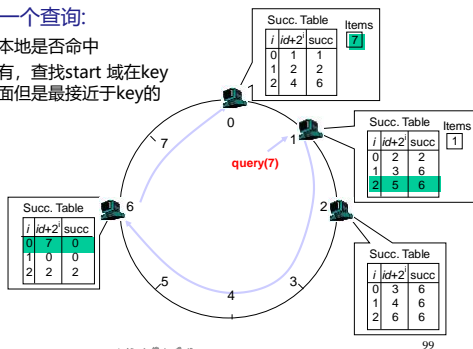 一个查询:
本地是否命中
有，查找start 域在key
面但是最接近于key的
Succ. Table
Items
i id+2^i succ
7
0 1 1
1 2 2
2 4 6
1
0
7
1
query(7)
Succ. Table
Items
i id+2^i succ
1
0 2 2
1 3 6
2 5 6
6
2
Succ. Table
i id+2^i succ
0 7 0
1 0 0
2 2 2
5
4
3
Succ. Table
i id+2^i succ
0 3 6
1 4 6
2 6 6
99